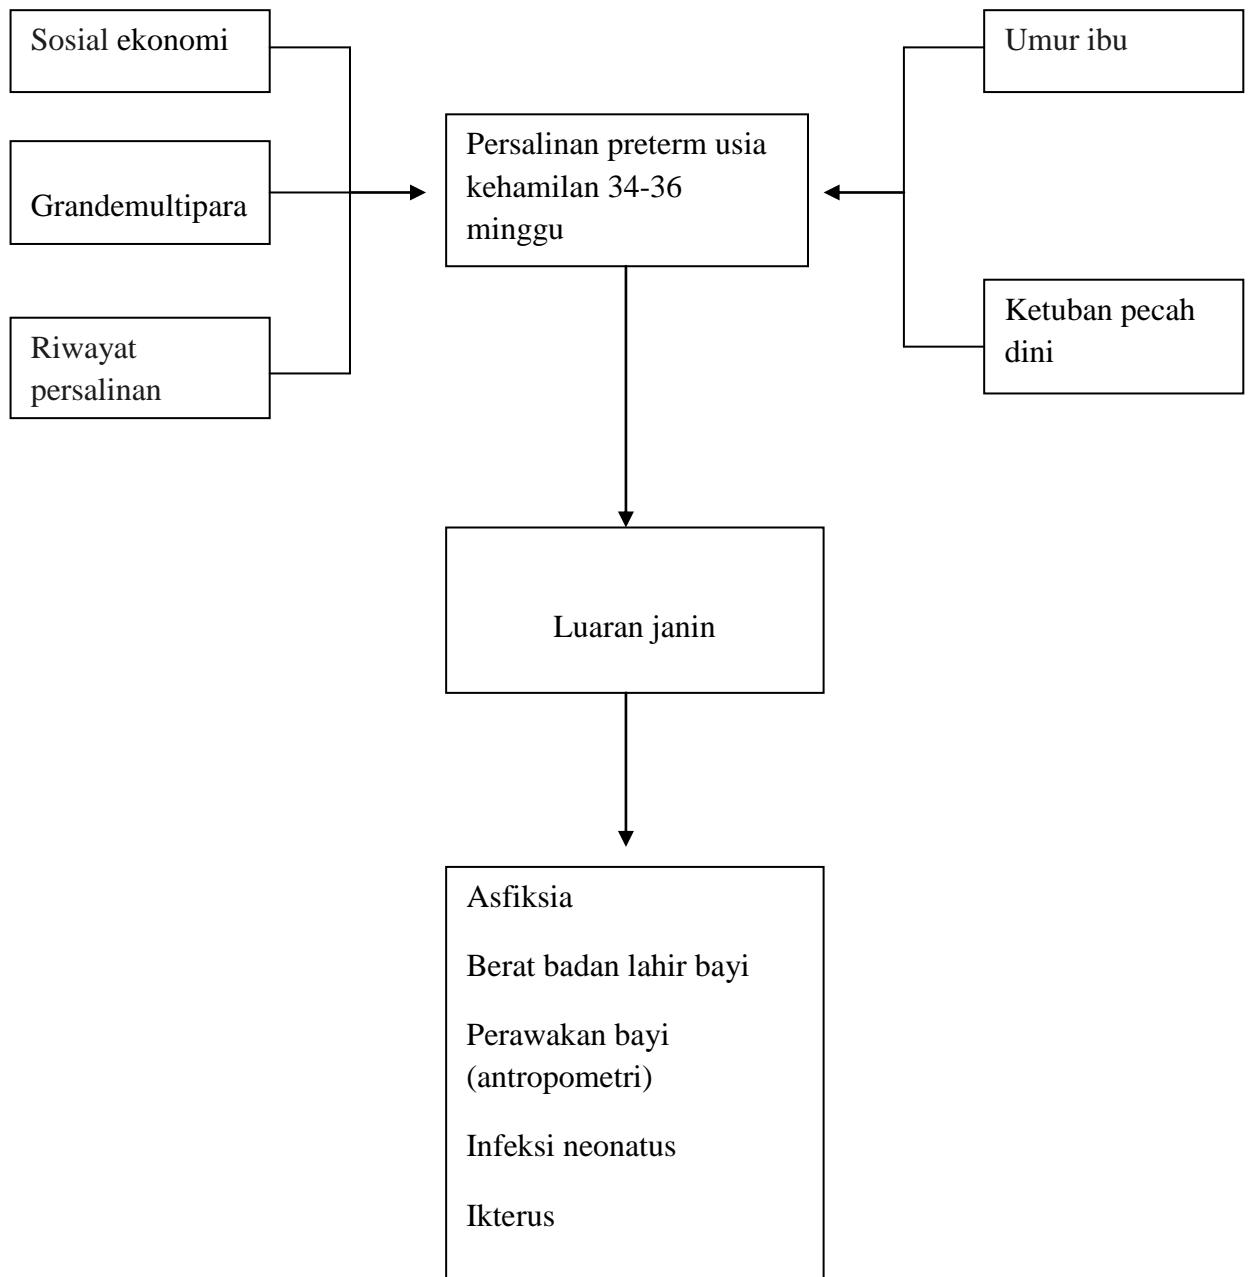 Sosial ekonomi
Umur ibu
Persalinan preterm usia
kehamilan 34-36
minggu
Grandemultipara
Ketuban pecah
dini
Riwayat
persalinan
Luaran janin
Asfiksia
Berat badan lahir bayi
Perawakan bayi
(antropometri)
Infeksi neonatus
Ikterus